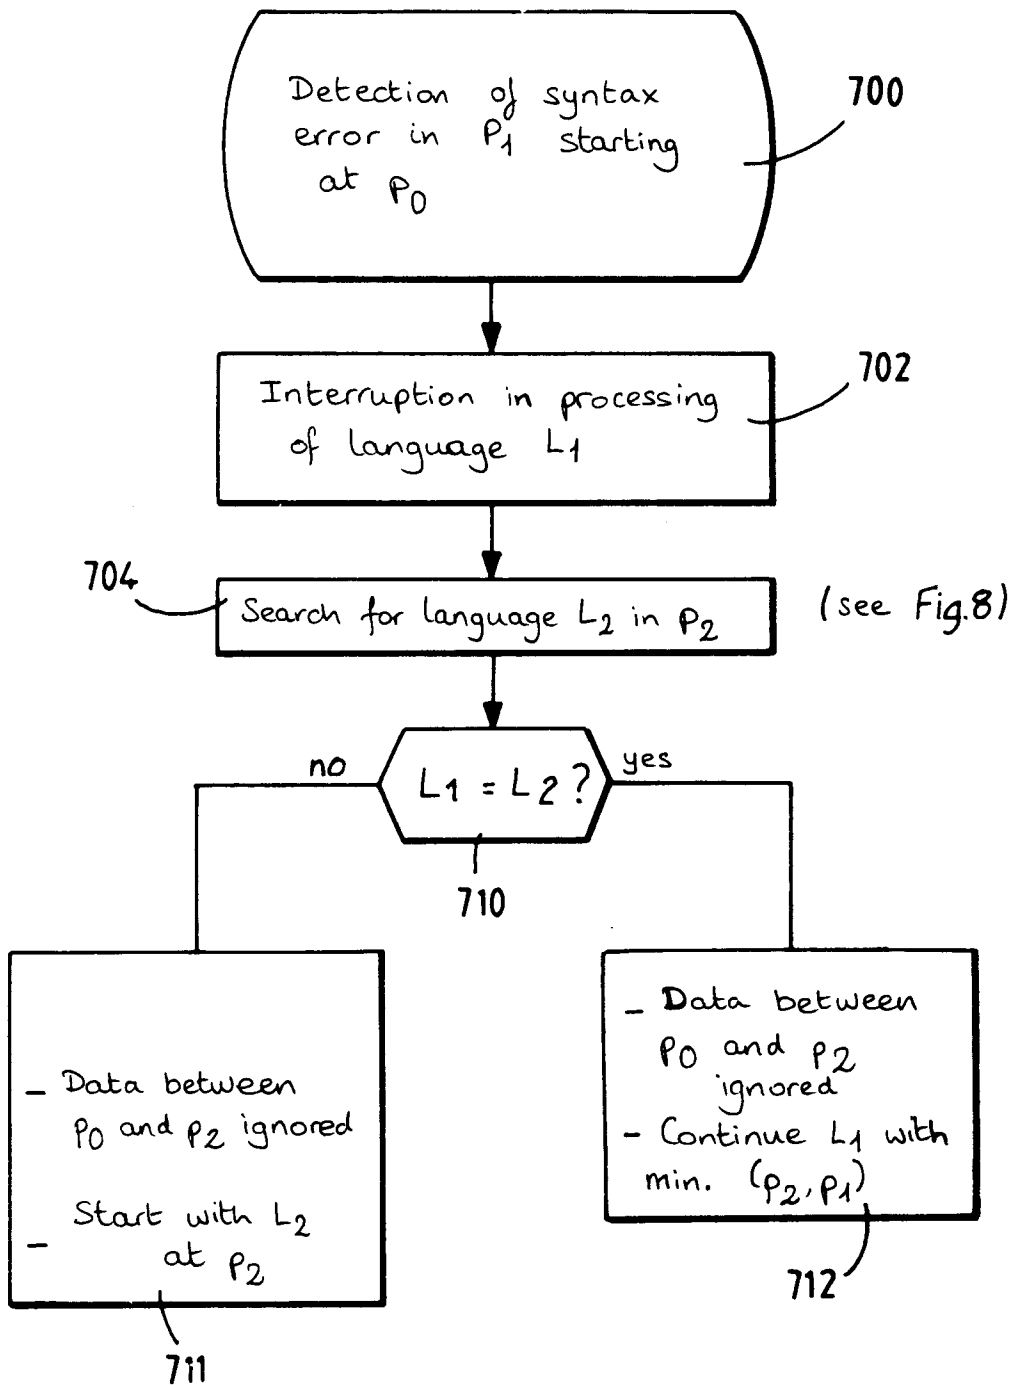 Detection of syntax
error in P1 starting
at P0
700
Interruption in processing
of language L1
702
704
Search for language L2 in P2
(see Fig.8)
no
L1 = L2 ?
yes
710
- Data between
P0 and P2 ignored
- Start with L2
at P2
711
- Data between
P0 and P2
ignored
- Continue L1 with
min. (P2, P1)
712